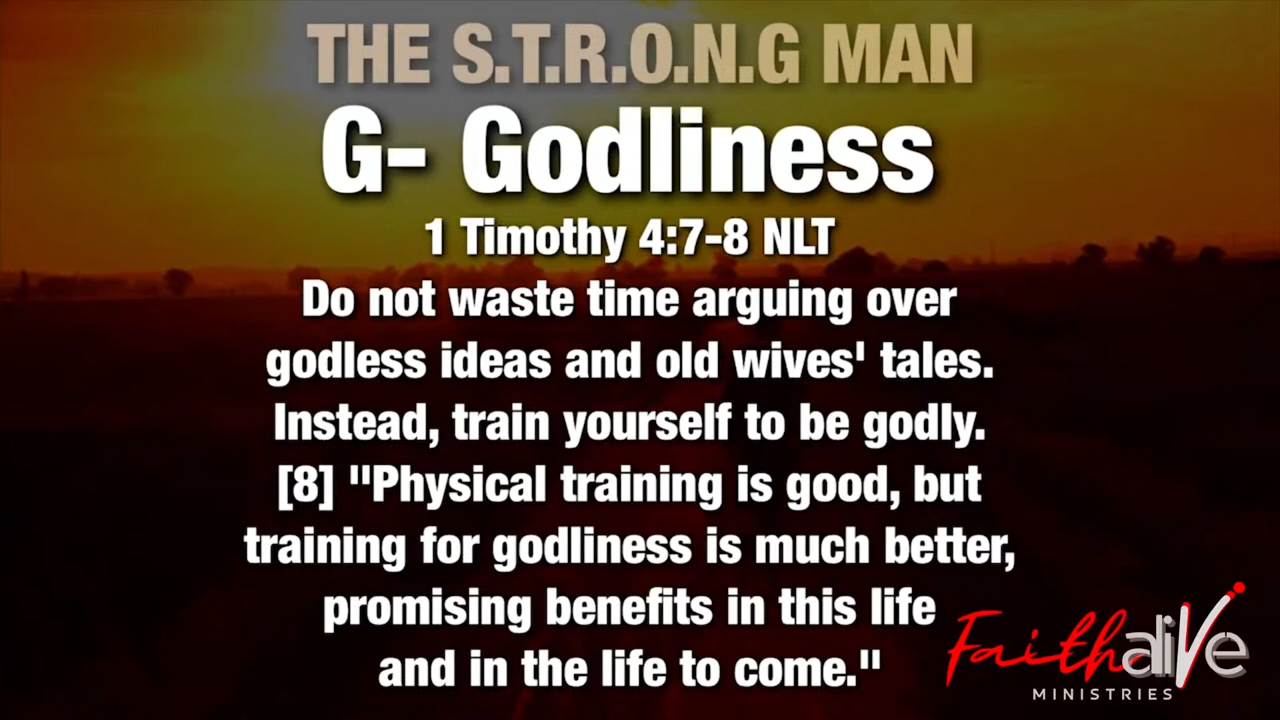 THE S.T.R.O.N.G MAN
G- Godliness
1 Timothy 4:7-8 NLT
Do not waste time arguing over
godless ideas and old wives' tales.
Instead, train yourself to be godly.
[8] "Physical training is good, but
training for godliness is much better,
promising benefits in this life
and in the life to come."
Faith aliVe
MINISTRIES